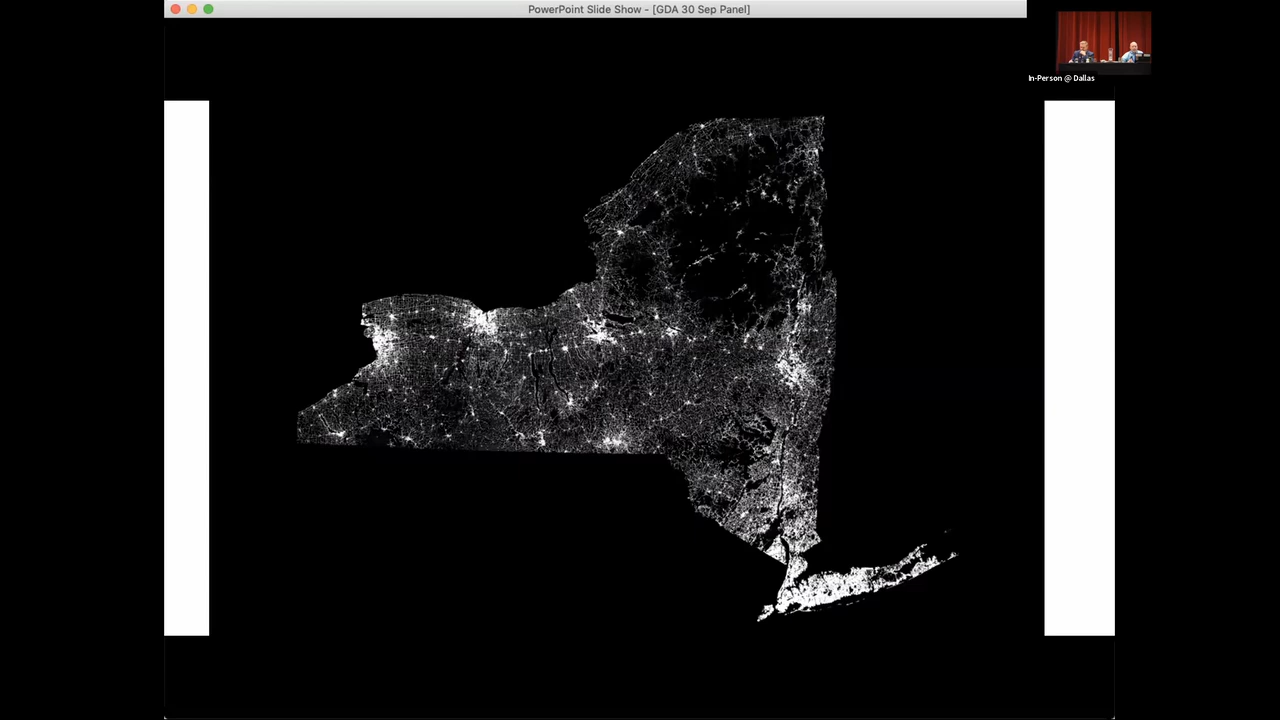 PowerPoint Slide Show - [GDA 30 Sep Panel]
In-Person @ Dallas